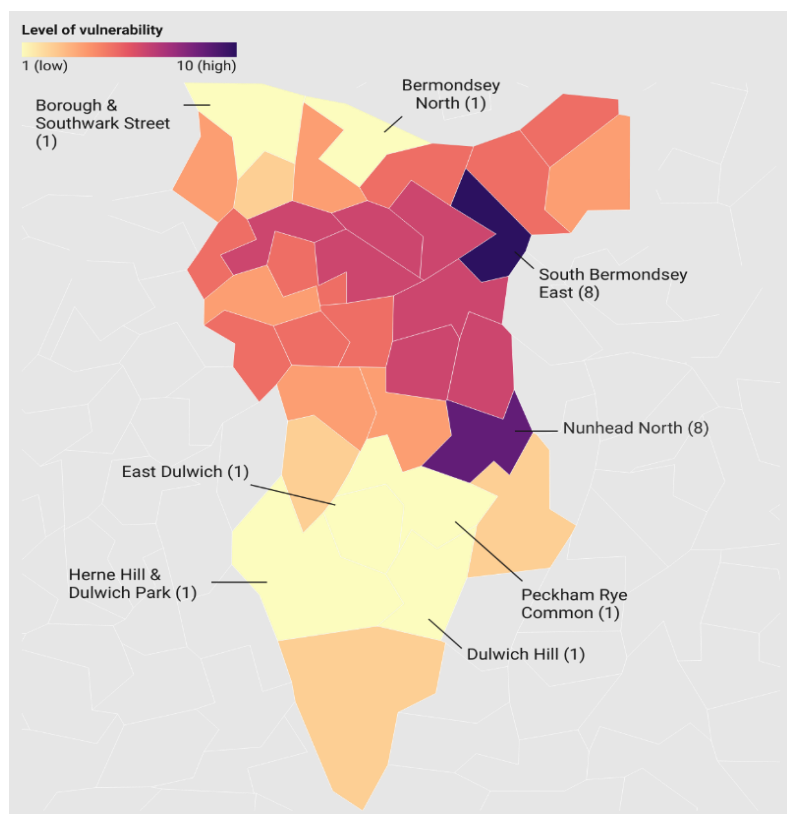 Level of vulnerability
1 (low)
10 (high)
Borough &
Southwark Street
(1)
Bermondsey
North (1)
South Bermondsey
East (8)
Nunhead North (8)
East Dulwich (1)
Herne Hill &
Dulwich Park (1)
Peckham Rye
Common (1)
Dulwich Hill (1)